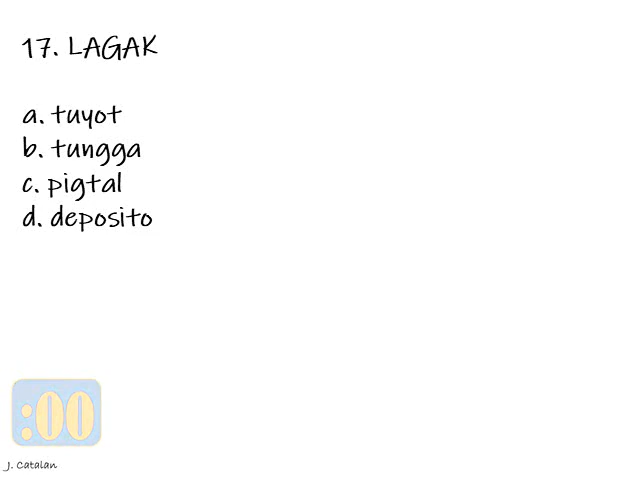 17. LAGAK
a. tuyot
b. tungga
c. pigtal
d. deposito
:00
J. Catalan